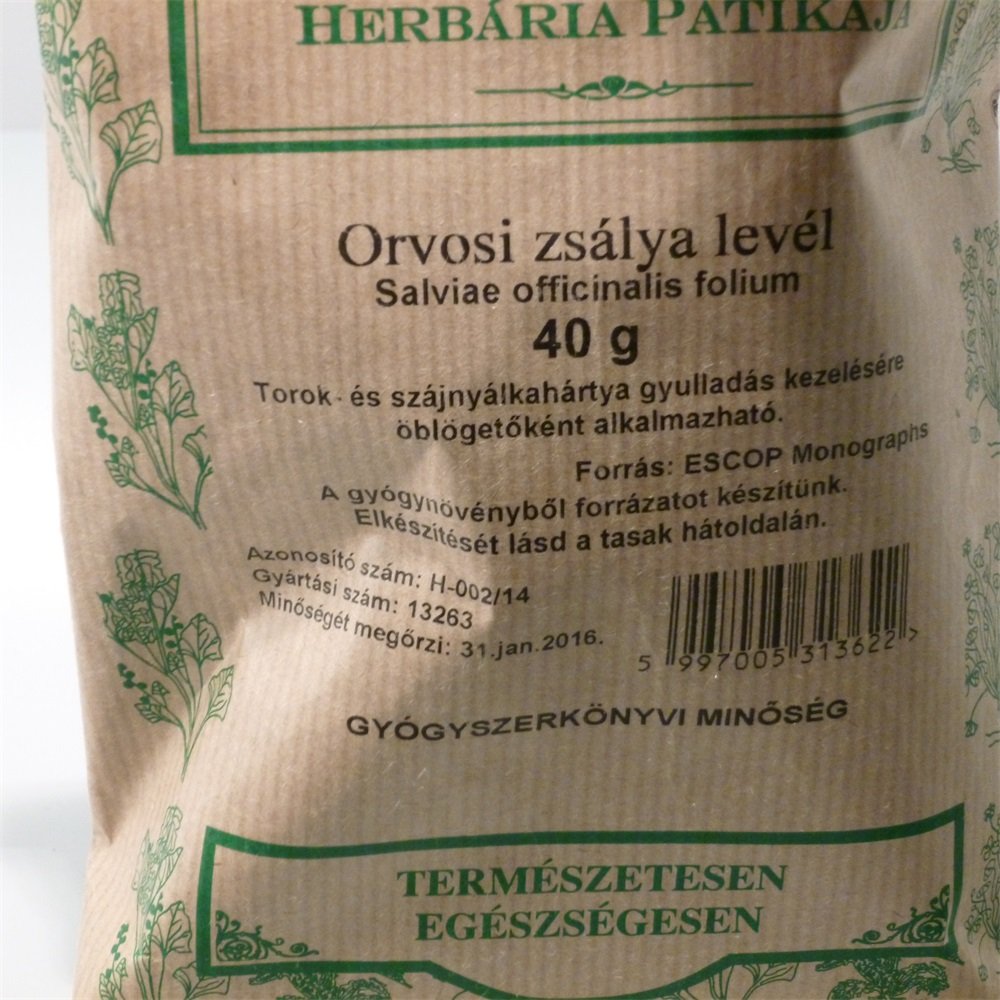 HERBÁRIA PATIKÁJA
Orvosi zsálya levél
Salviae officinalis folium
40 g
Torok- és szájnyálkahártya gyulladás kezelésére
öblögetőként alkalmazható.
Forrás: ESCOP Monographs
A gyógynövényből forrázatot készítünk.
Elkészítését lásd a tasak hátoldalán.
Azonosító szám: H-002/14
Gyártási szám: 13263
Minőségét megőrzi: 31.jan.2016.
5 997005 313622 >
GYÓGYSZERKÖNYVI MINŐSÉG
TERMÉSZETESEN
EGÉSZSÉGESEN